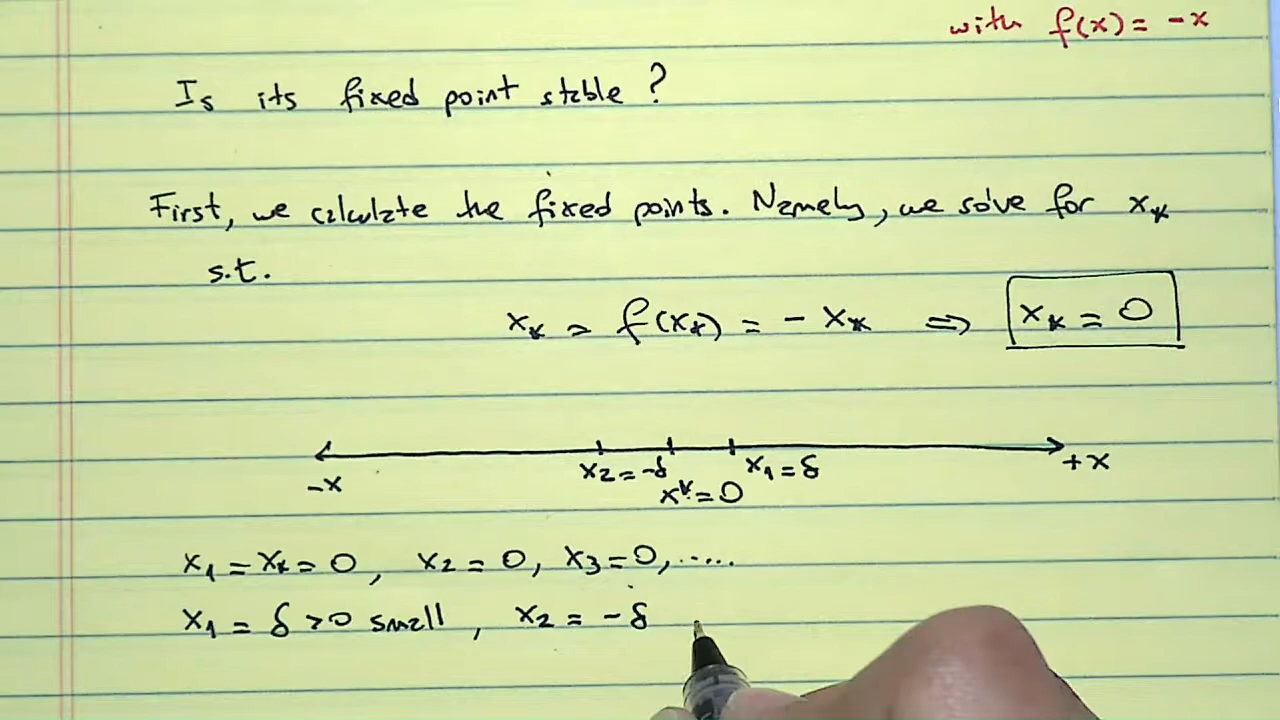 with f(x) = -x
Is its fixed point stable?
First, we calculate the fixed points. Namely, we solve for x*
s.t.
x* = f(x*) = - x* ⇒ x* = 0
x2 = -δ x1 = δ +x
-x x* = 0
x1 = x* = 0, x2 = 0, x3 = 0, .....
x1 = δ > 0 small, x2 = -δ